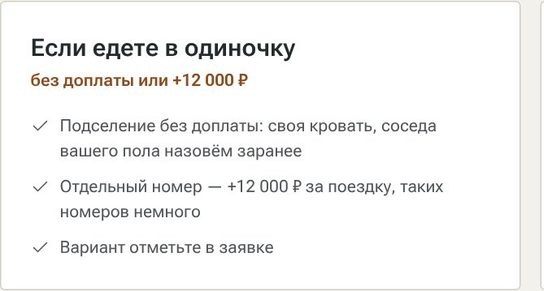 Если едете в одиночку
без доплаты или +12 000 ₽
✓ Подселение без доплаты: своя кровать, соседа
вашего пола назовём заранее
✓ Отдельный номер — +12 000 ₽ за поездку, таких
номеров немного
✓ Вариант отметьте в заявке